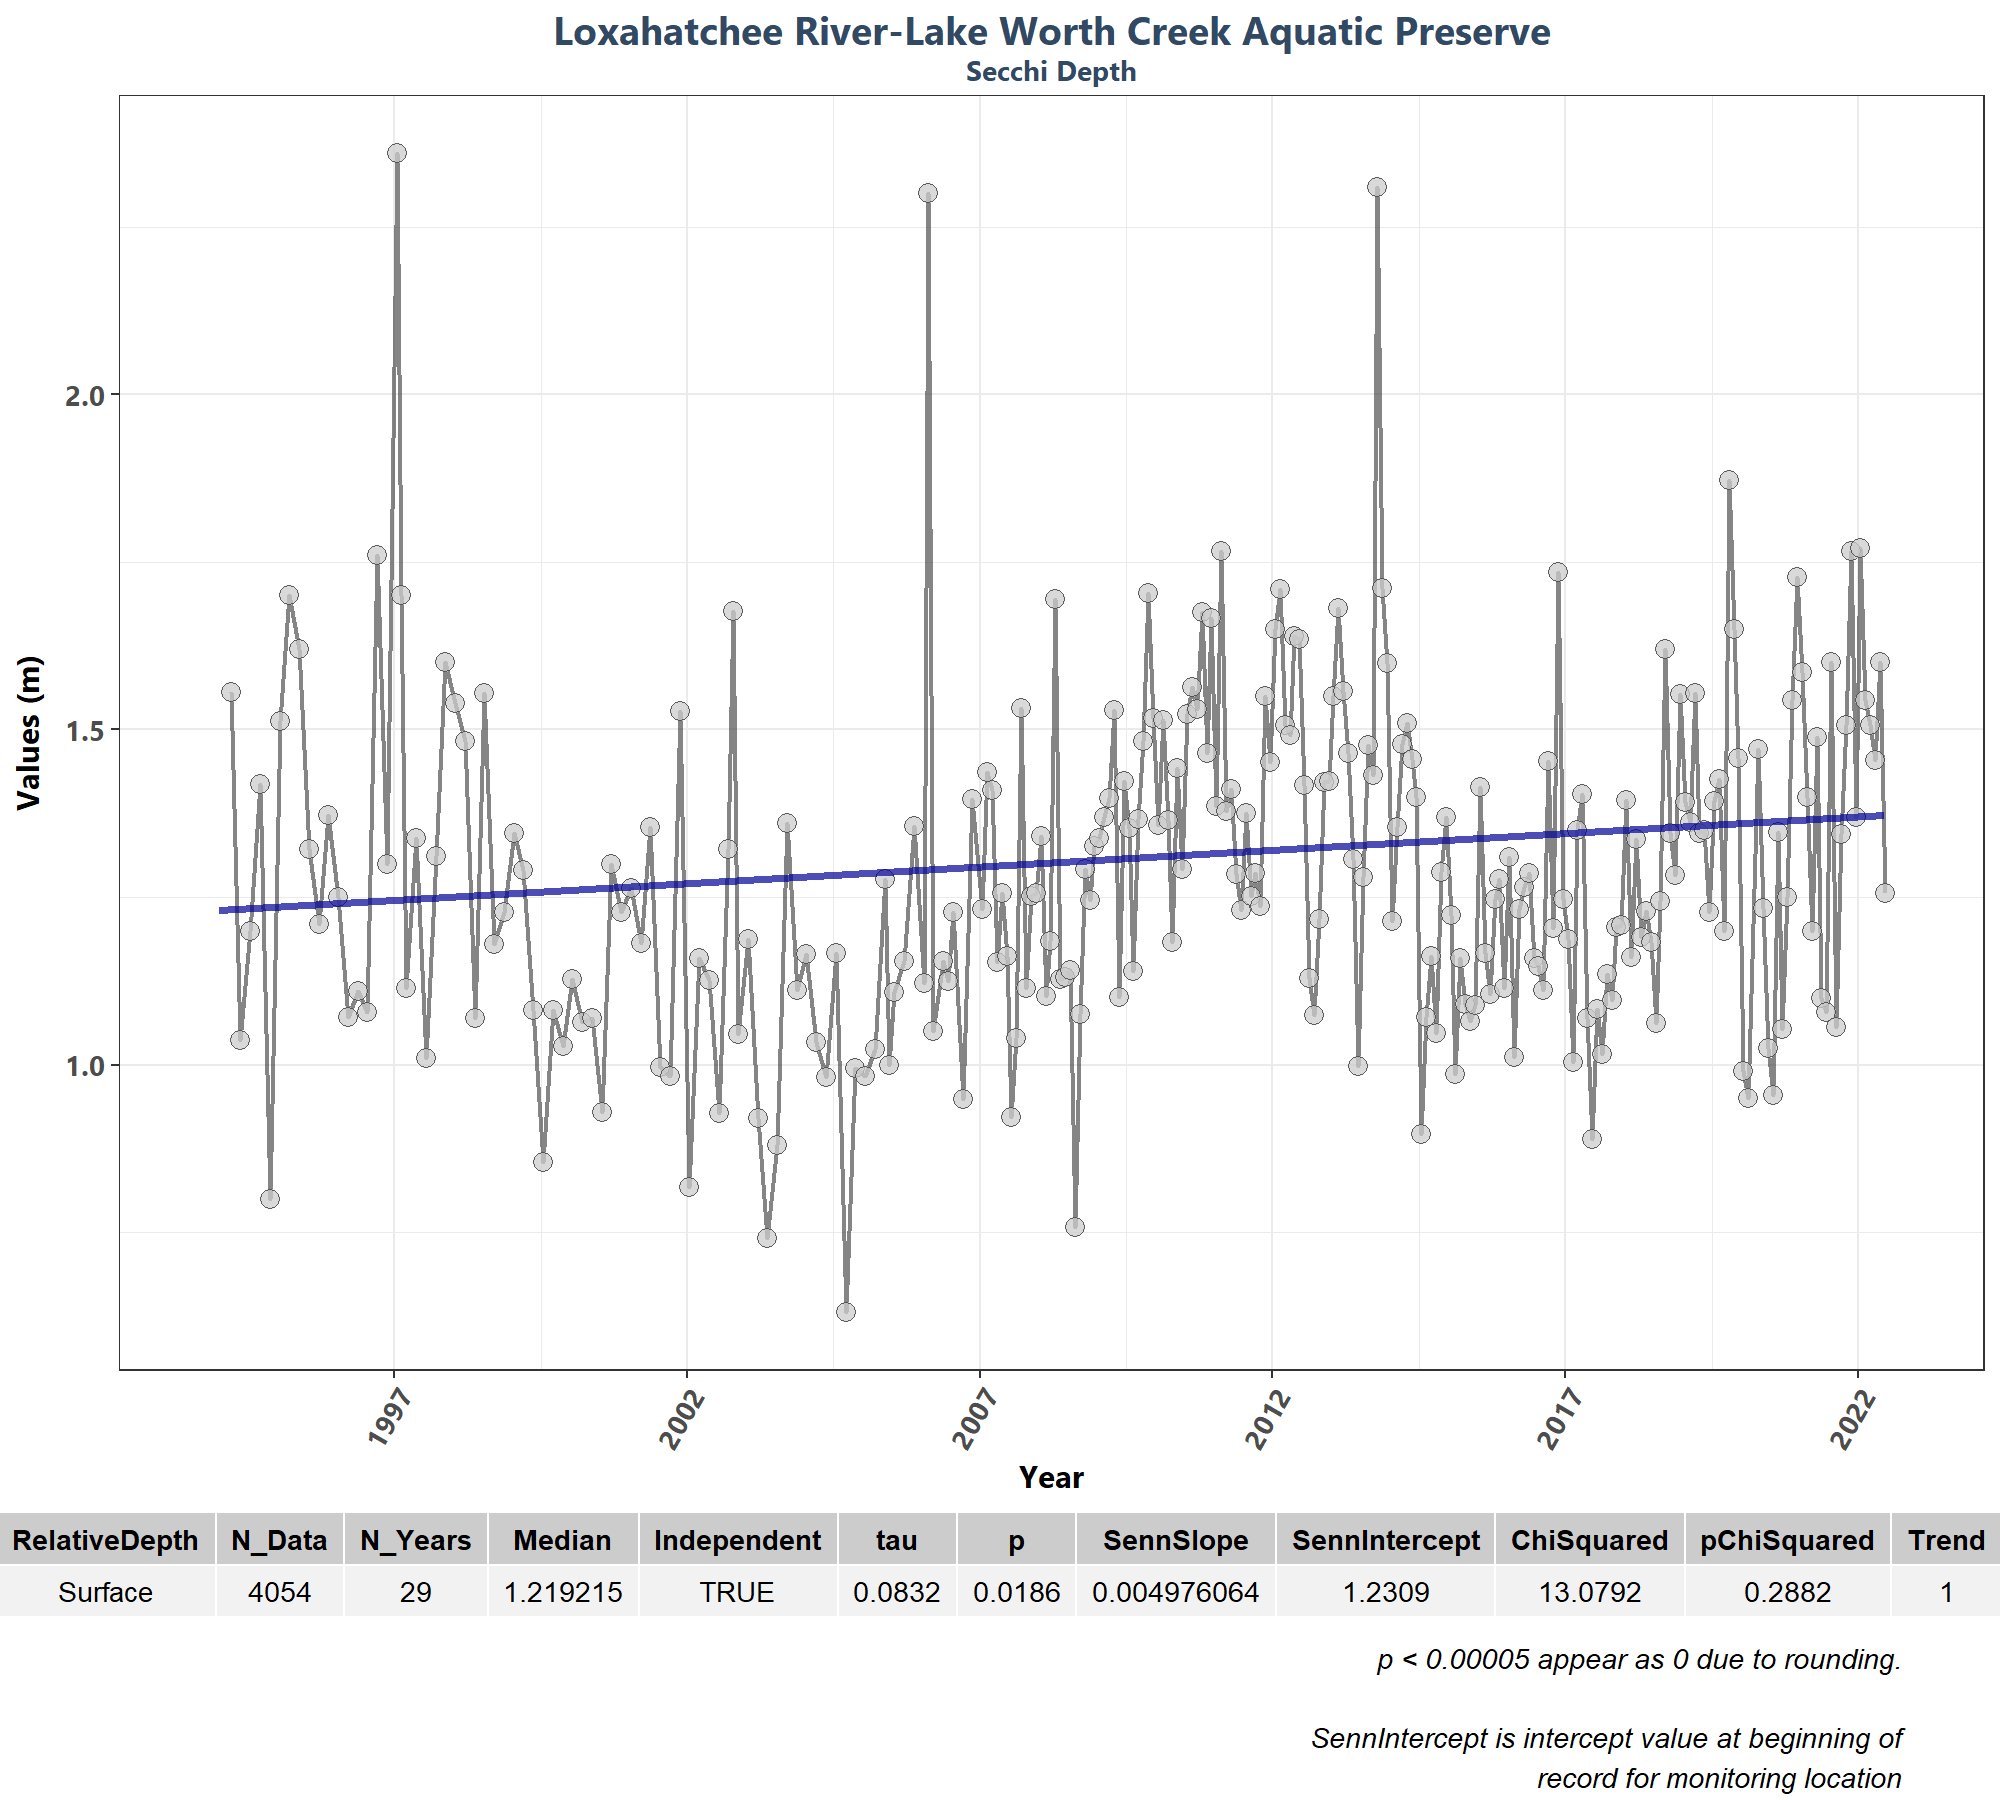 Loxahatchee River-Lake Worth Creek Aquatic Preserve
Secchi Depth
Values (m)
2.0
1.5
1.0
1997
2002
2007
2012
2017
2022
Year
RelativeDepth N_Data N_Years Median Independent tau p SennSlope SennIntercept ChiSquared pChiSquared Trend
Surface 4054 29 1.219215 TRUE 0.0832 0.0186 0.004976064 1.2309 13.0792 0.2882 1
p < 0.00005 appear as 0 due to rounding.
SennIntercept is intercept value at beginning of
record for monitoring location